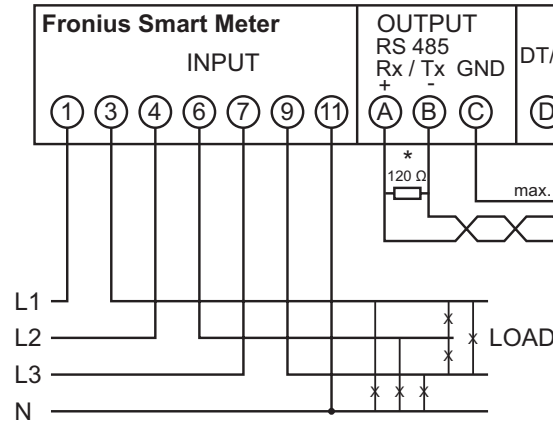 Fronius Smart Meter
INPUT
1 3 4 6 7 9 11
OUTPUT
RS 485
Rx / Tx GND
+ -
A B C
DT/
D
*
120 Ω
max.
L1
L2
L3
N
LOAD